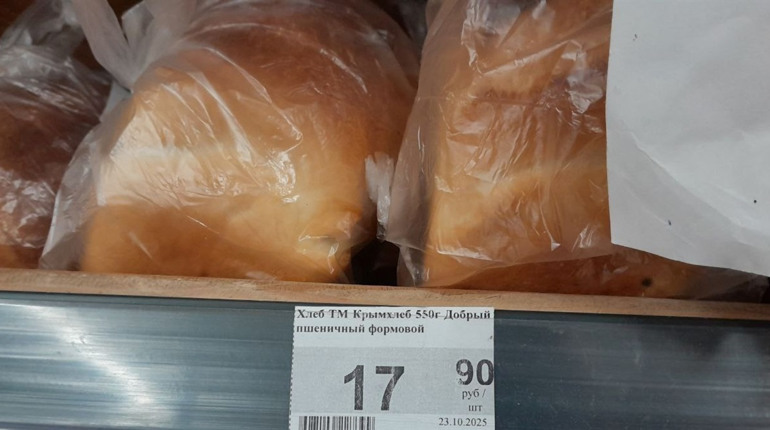 Хлеб ТМ Крымхлеб 550г Добрый
пшеничный формовой
17 90
руб /
шт
23.10.2025